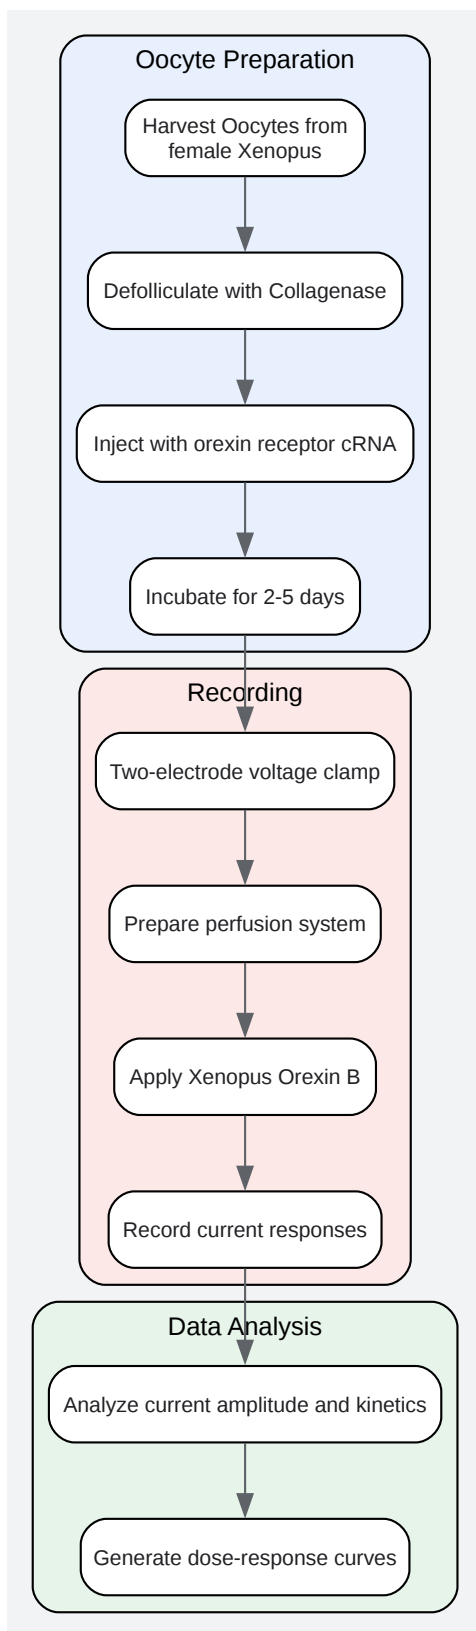 Oocyte Preparation
Harvest Oocytes from
female Xenopus
Defolliculate with Collagenase
Inject with orexin receptor cRNA
Incubate for 2-5 days
Recording
Two-electrode voltage clamp
Prepare perfusion system
Apply Xenopus Orexin B
Record current responses
Data Analysis
Analyze current amplitude and kinetics
Generate dose-response curves